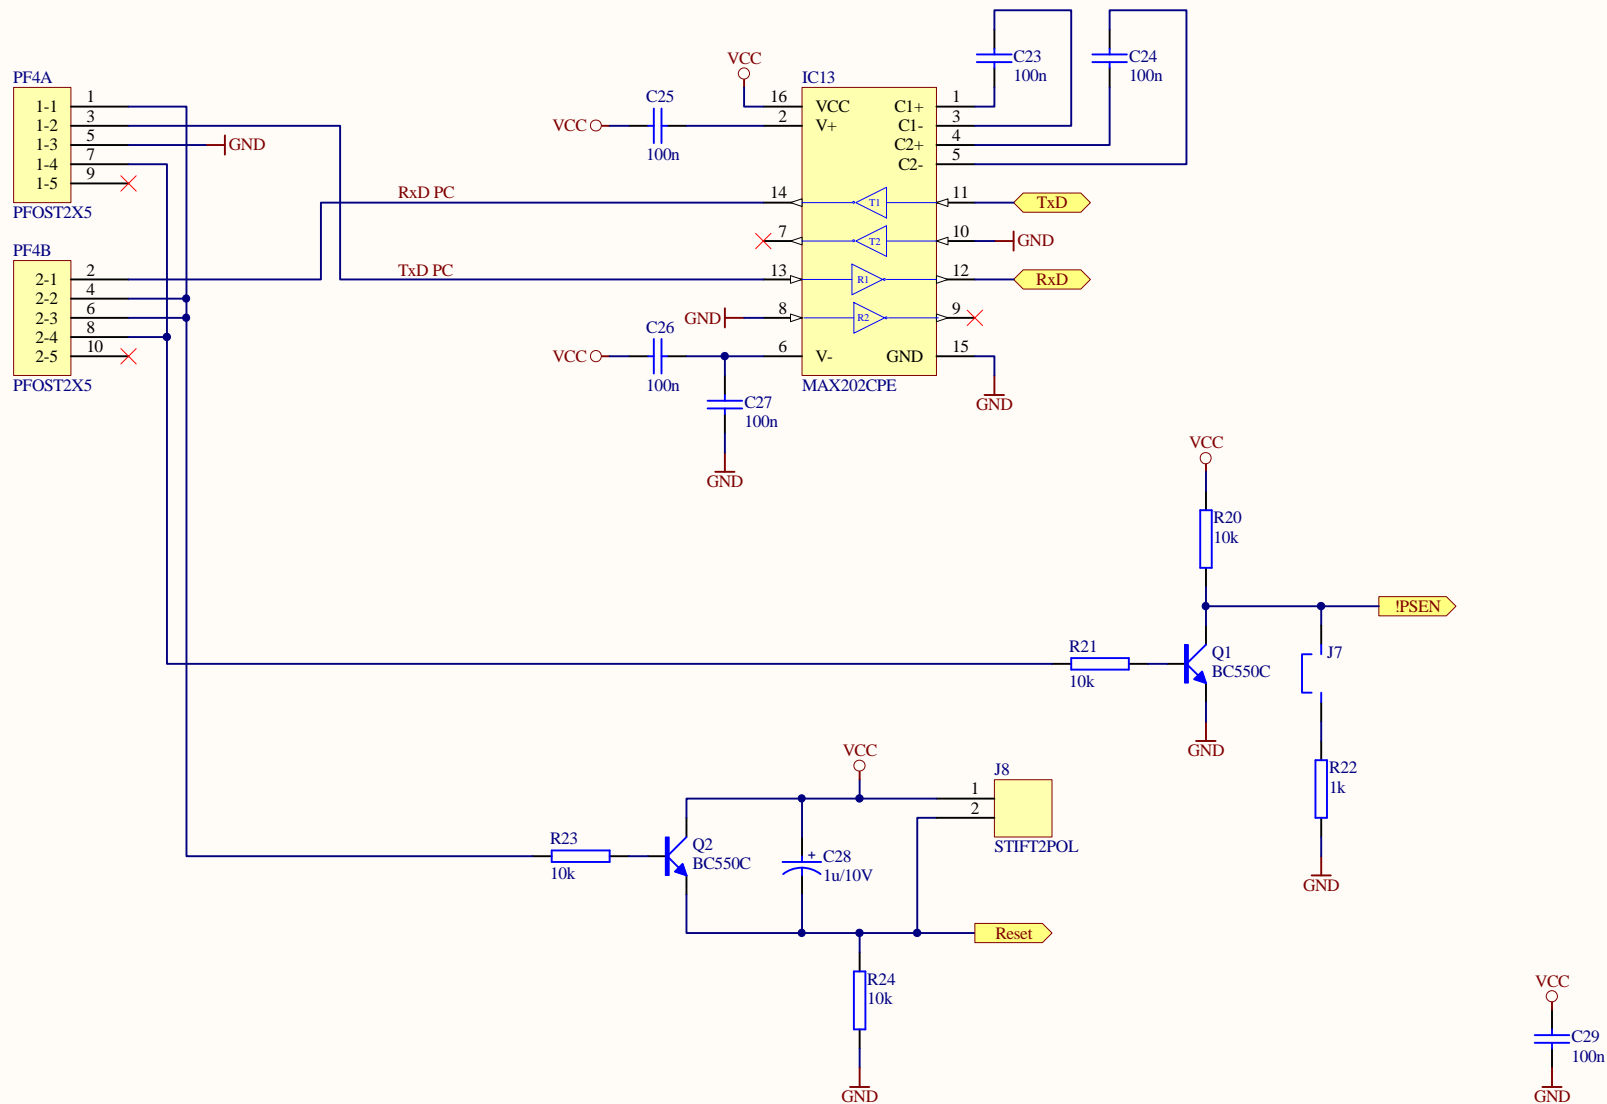 PF4A
1-1 1
1-2 3
1-3 5
1-4 7
1-5 9
PFOST2X5
GND
PF4B
2-1 2
2-2 4
2-3 6
2-4 8
2-5 10
PFOST2X5
RxD PC
TxD PC
VCC
C25
100n
VCC
IC13
16 VCC C1+ 1
2 V+ C1- 3
C2+ 4
C2- 5
14 T1 11
7 T2 10
13 R1 12
8 R2 9
6 V- GND 15
MAX202CPE
C23
100n
C24
100n
TxD
GND
RxD
GND
GND
VCC
C26
100n
C27
100n
GND
VCC
R20
10k
!PSEN
R21
10k
Q1
BC550C
J7
GND
R22
1k
GND
VCC
J8
1
2
STIFT2POL
R23
10k
Q2
BC550C
+
C28
1u/10V
Reset
R24
10k
GND
VCC
C29
100n
GND